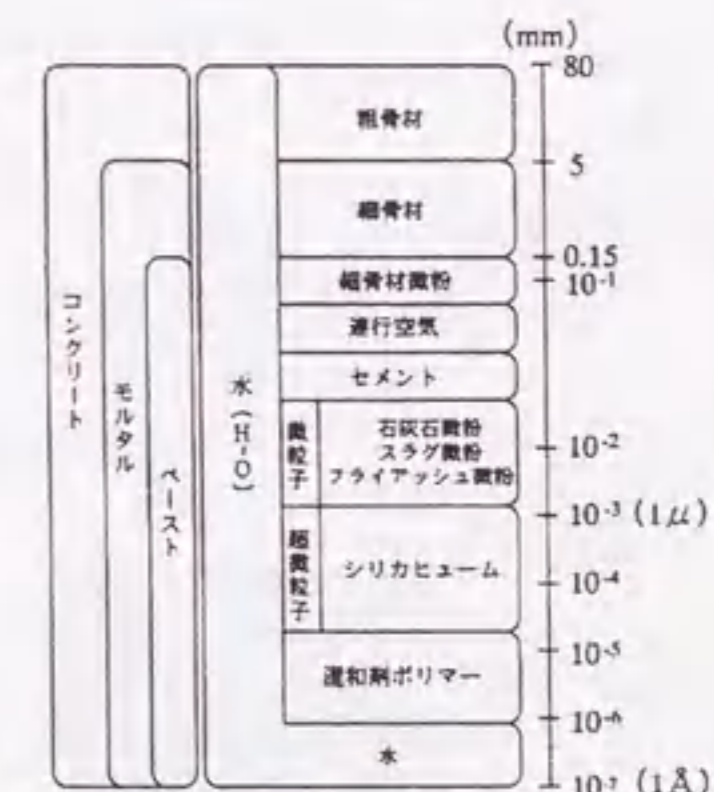 (mm)
80
粗骨材
5
細骨材
0.15
細骨材微粉
10-1
連行空気
セメント
微粒子
石灰石微粉
スラグ微粉
フライアッシュ微粉
10-2
10-3 (1μ)
超微粒子
シリカヒューム
10-4
10-5
混和剤ポリマー
10-6
水
10-7 (1Å)
コンクリート
モルタル
ペースト
水(H-O)